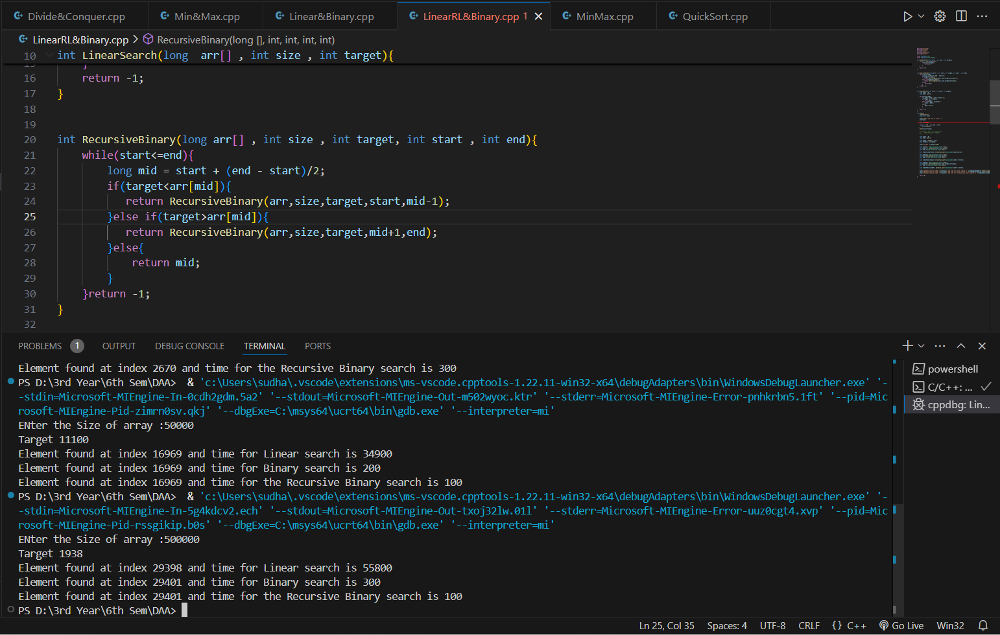 Divide&Conquer.cpp Min&Max.cpp Linear&Binary.cpp LinearRL&Binary.cpp 1 MinMax.cpp QuickSort.cpp
LinearRL&Binary.cpp > RecursiveBinary(long [], int, int, int, int)
10 int LinearSearch(long  arr[] , int size , int target){
16 return -1;
17 }
18
19
20 int RecursiveBinary(long arr[] , int size , int target, int start , int end){
21 while(start<=end){
22 long mid = start + (end - start)/2;
23 if(target<arr[mid]){
24 return RecursiveBinary(arr,size,target,start,mid-1);
25 }else if(target>arr[mid]){
26 return RecursiveBinary(arr,size,target,mid+1,end);
27 }else{
28 return mid;
29 }
30 }return -1;
31 }
32
PROBLEMS 1 OUTPUT DEBUG CONSOLE TERMINAL PORTS
Element found at index 2670 and time for the Recursive Binary search is 300
PS D:\3rd Year\6th Sem\DAA>  & 'c:\Users\sudha\.vscode\extensions\ms-vscode.cpptools-1.22.11-win32-x64\debugAdapters\bin\WindowsDebugLauncher.exe' '-
-stdin=Microsoft-MIEngine-In-0cdh2gdm.5a2' '--stdout=Microsoft-MIEngine-Out-m502wyoc.ktr' '--stderr=Microsoft-MIEngine-Error-pnhkrbn5.1ft' '--pid=Mic
rosoft-MIEngine-Pid-zimrn0sv.qkj' '--dbgExe=C:\msys64\ucrt64\bin\gdb.exe' '--interpreter=mi'
ENter the Size of array :50000
Target 11100
Element found at index 16969 and time for Linear search is 34900
Element found at index 16969 and time for Binary search is 200
Element found at index 16969 and time for the Recursive Binary search is 100
PS D:\3rd Year\6th Sem\DAA>  & 'c:\Users\sudha\.vscode\extensions\ms-vscode.cpptools-1.22.11-win32-x64\debugAdapters\bin\WindowsDebugLauncher.exe' '-
-stdin=Microsoft-MIEngine-In-5g4kdcv2.ech' '--stdout=Microsoft-MIEngine-Out-txoj32lw.01l' '--stderr=Microsoft-MIEngine-Error-uuz0cgt4.xvp' '--pid=Mic
rosoft-MIEngine-Pid-rssgikip.b0s' '--dbgExe=C:\msys64\ucrt64\bin\gdb.exe' '--interpreter=mi'
ENter the Size of array :500000
Target 1938
Element found at index 29398 and time for Linear search is 55800
Element found at index 29401 and time for Binary search is 300
Element found at index 29401 and time for the Recursive Binary search is 100
PS D:\3rd Year\6th Sem\DAA>
powershell
C/C++: ...
cppdbg: Lin...
Ln 25, Col 35 Spaces: 4 UTF-8 CRLF {} C++ Go Live Win32